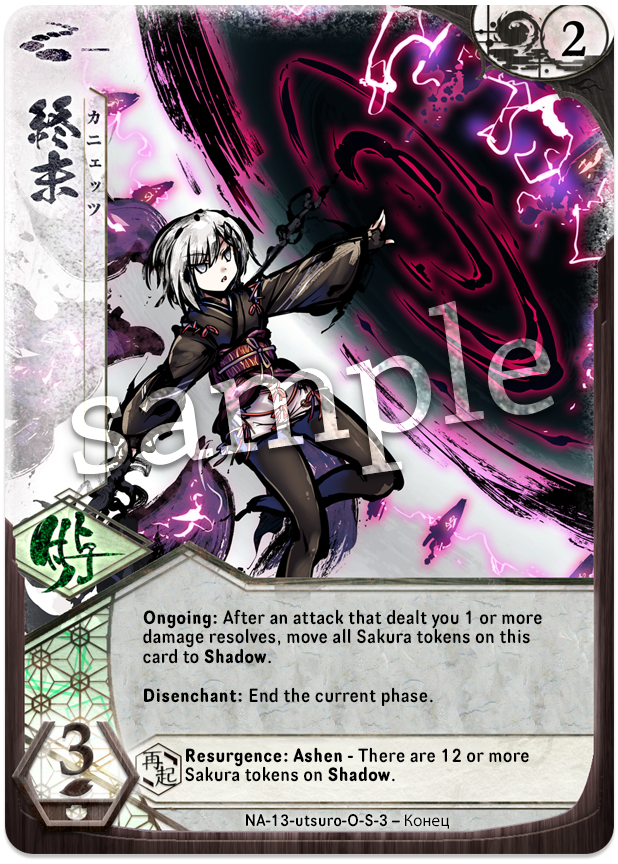 2
終末
カニェッツ
sample
Ongoing: After an attack that dealt you 1 or more
damage resolves, move all Sakura tokens on this
card to Shadow.
Disenchant: End the current phase.
3
再起
Resurgence: Ashen - There are 12 or more
Sakura tokens on Shadow.
NA-13-utsuro-O-S-3 – Конец